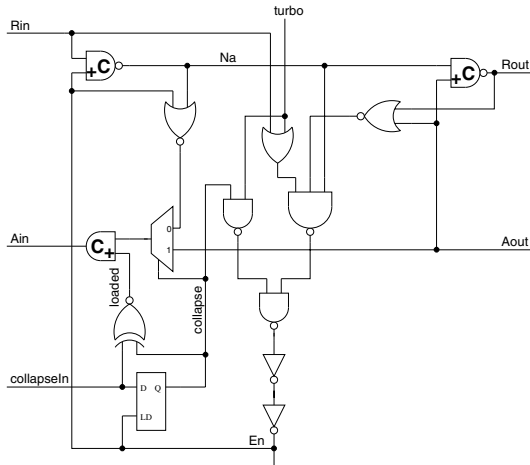 turbo
Rin
Na
Rout
+C
+C
0
Ain
C+
1
Aout
loaded
collapse
collapseIn
D Q
LD
En